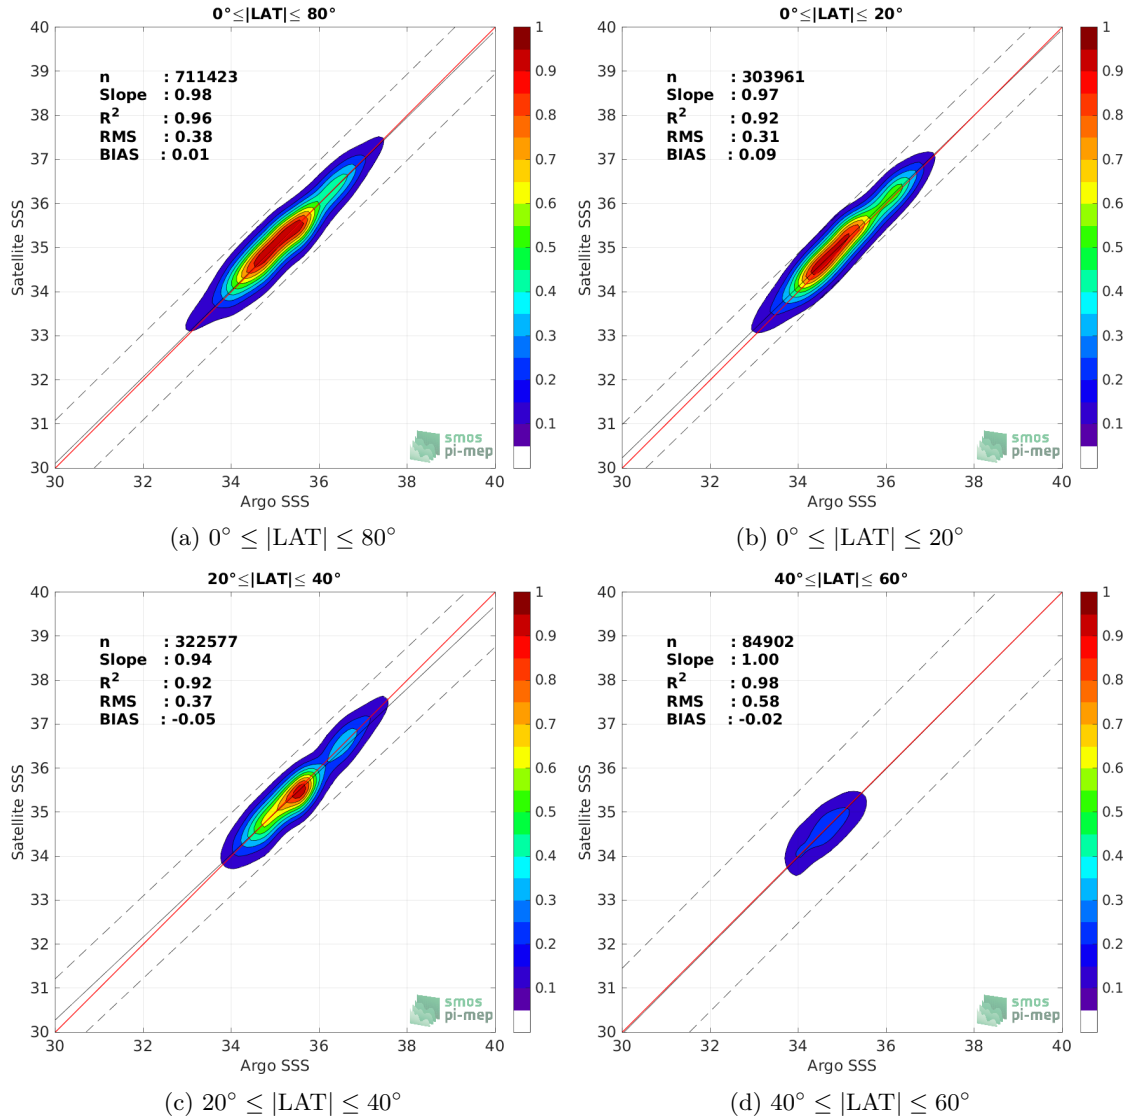 0°≤|LAT|≤ 80°
n : 711423
Slope : 0.98
R² : 0.96
RMS : 0.38
BIAS : 0.01
Satellite SSS
40
39
38
37
36
35
34
33
32
31
30
30 32 34 36 38 40
Argo SSS
1
0.9
0.8
0.7
0.6
0.5
0.4
0.3
0.2
0.1
smos
pi-mep
(a) 0° ≤ |LAT| ≤ 80°
0°≤|LAT|≤ 20°
n : 303961
Slope : 0.97
R² : 0.92
RMS : 0.31
BIAS : 0.09
Satellite SSS
40
39
38
37
36
35
34
33
32
31
30
30 32 34 36 38 40
Argo SSS
1
0.9
0.8
0.7
0.6
0.5
0.4
0.3
0.2
0.1
smos
pi-mep
(b) 0° ≤ |LAT| ≤ 20°
20°≤|LAT|≤ 40°
n : 322577
Slope : 0.94
R² : 0.92
RMS : 0.37
BIAS : -0.05
Satellite SSS
40
39
38
37
36
35
34
33
32
31
30
30 32 34 36 38 40
Argo SSS
1
0.9
0.8
0.7
0.6
0.5
0.4
0.3
0.2
0.1
smos
pi-mep
(c) 20° ≤ |LAT| ≤ 40°
40°≤|LAT|≤ 60°
n : 84902
Slope : 1.00
R² : 0.98
RMS : 0.58
BIAS : -0.02
Satellite SSS
40
39
38
37
36
35
34
33
32
31
30
30 32 34 36 38 40
Argo SSS
1
0.9
0.8
0.7
0.6
0.5
0.4
0.3
0.2
0.1
smos
pi-mep
(d) 40° ≤ |LAT| ≤ 60°